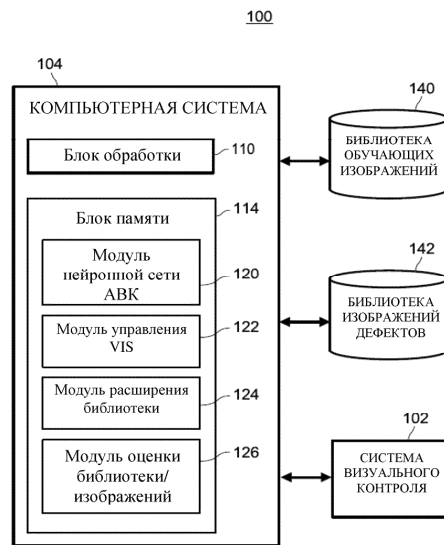 100
104
КОМПЬЮТЕРНАЯ СИСТЕМА
Блок обработки
110
Блок памяти
114
Модуль
нейронной сети
АВК
120
Модуль управления
VIS
122
Модуль расширения
библиотеки
124
Модуль оценки
библиотеки/
изображений
126
140
БИБЛИОТЕКА
ОБУЧАЮЩИХ
ИЗОБРАЖЕНИЙ
142
БИБЛИОТЕКА
ИЗОБРАЖЕНИЙ
ДЕФЕКТОВ
102
СИСТЕМА
ВИЗУАЛЬНОГО
КОНТРОЛЯ